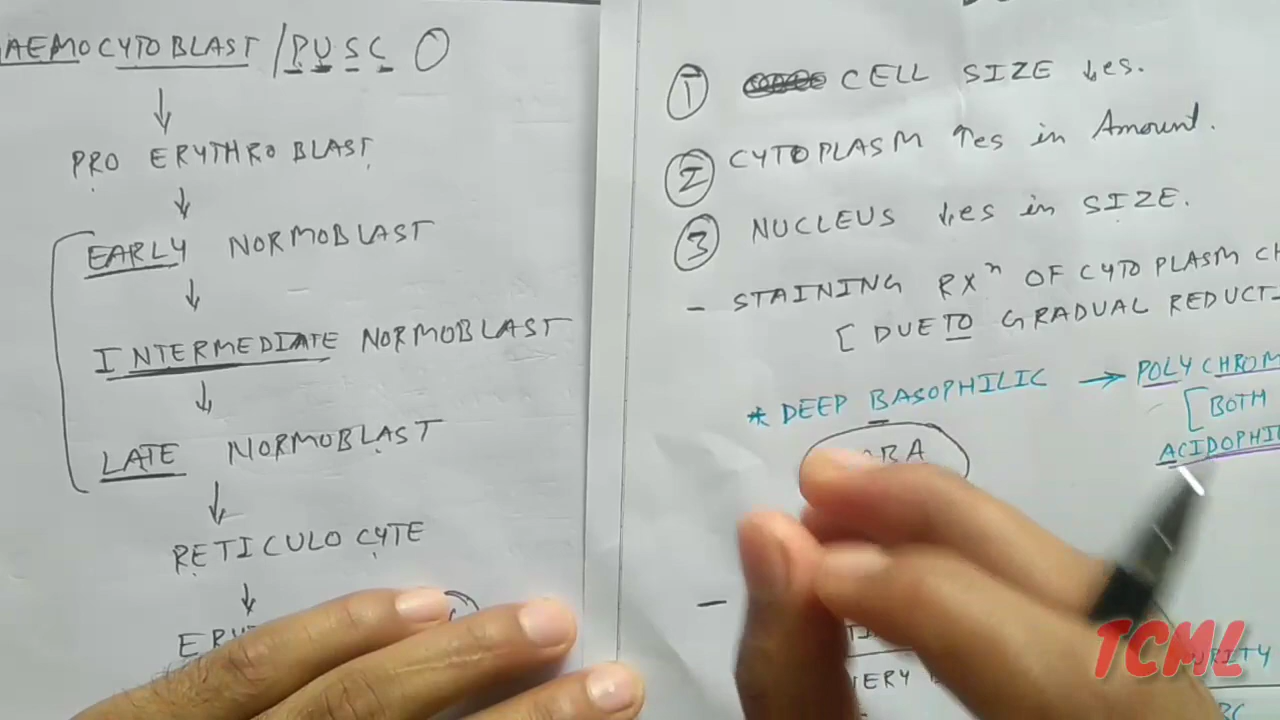 AEMOCYTOBLAST / PUSC
↓
PRO ERYTHROBLAST
↓
EARLY NORMOBLAST
↓
INTERMEDIATE NORMOBLAST
↓
LATE NORMOBLAST
↓
RETICULOCYTE
↓
① CELL SIZE ↓es.
② CYTOPLASM ↑es in Amount.
③ NUCLEUS ↓es in SIZE.
- STAINING RXⁿ OF CYTOPLASM CH
[ DUE TO GRADUAL REDUCTI
* DEEP BASOPHILIC → POLYCHROM
[ BOTH
ACIDOPHIL
TCML